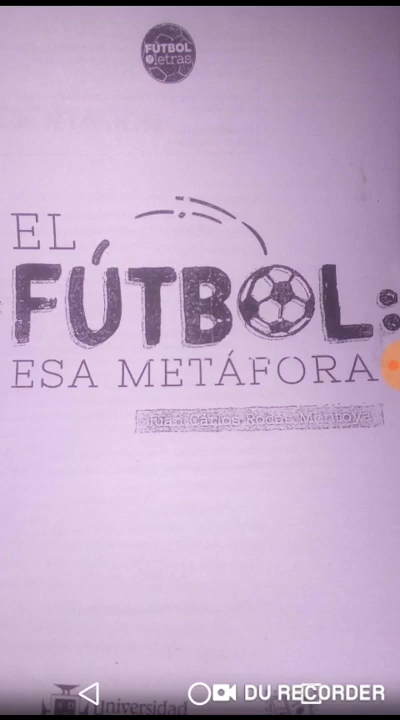 FÚTBOL
y letras
EL
FÚTBOL:
ESA METÁFORA
Juan Carlos Rodas Montoya
Universidad
DU RECORDER